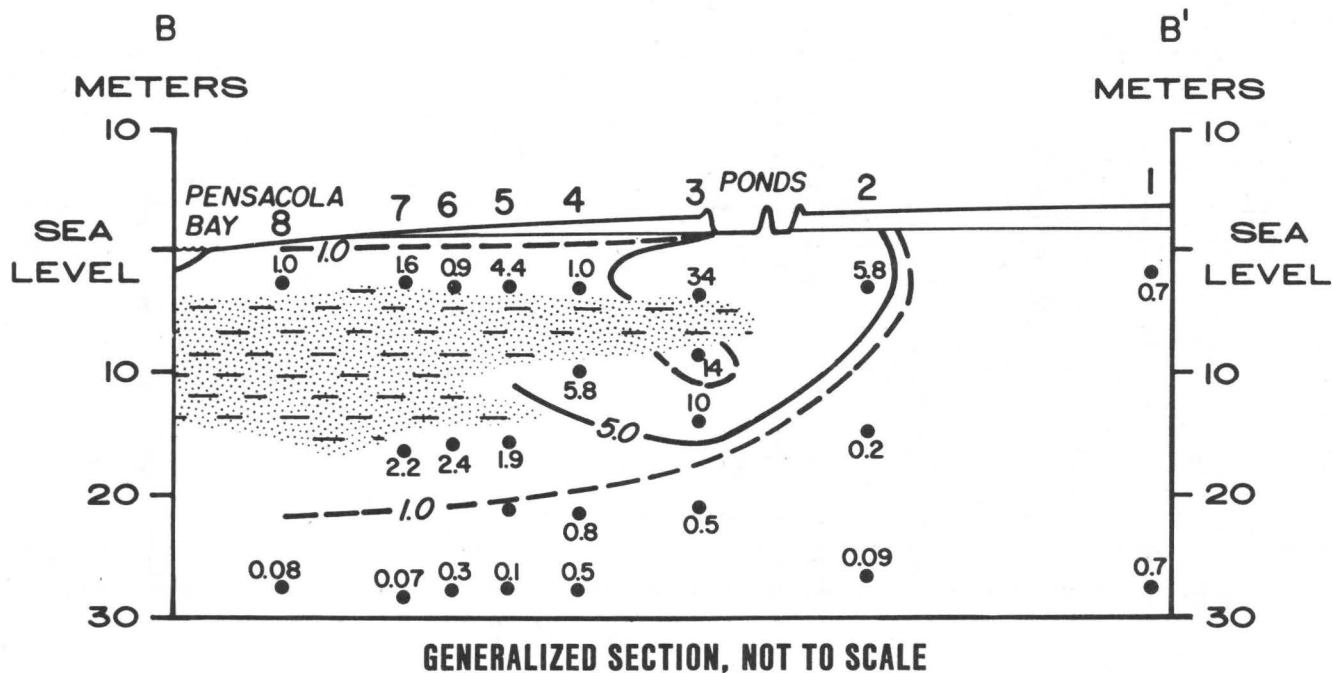 B B'
METERS METERS
10 10
PENSACOLA BAY 8 7 6 5 4 3 PONDS 2 1
SEA LEVEL SEA LEVEL
1.0
1.0 1.6 0.9 4.4 1.0 34 5.8 0.7
10 14 10
5.8 10
5.0
2.2 2.4 1.9 0.2
20 1.0 0.8 0.5 20
0.08 0.07 0.3 0.1 0.5 0.09 0.7
30 30
GENERALIZED SECTION, NOT TO SCALE